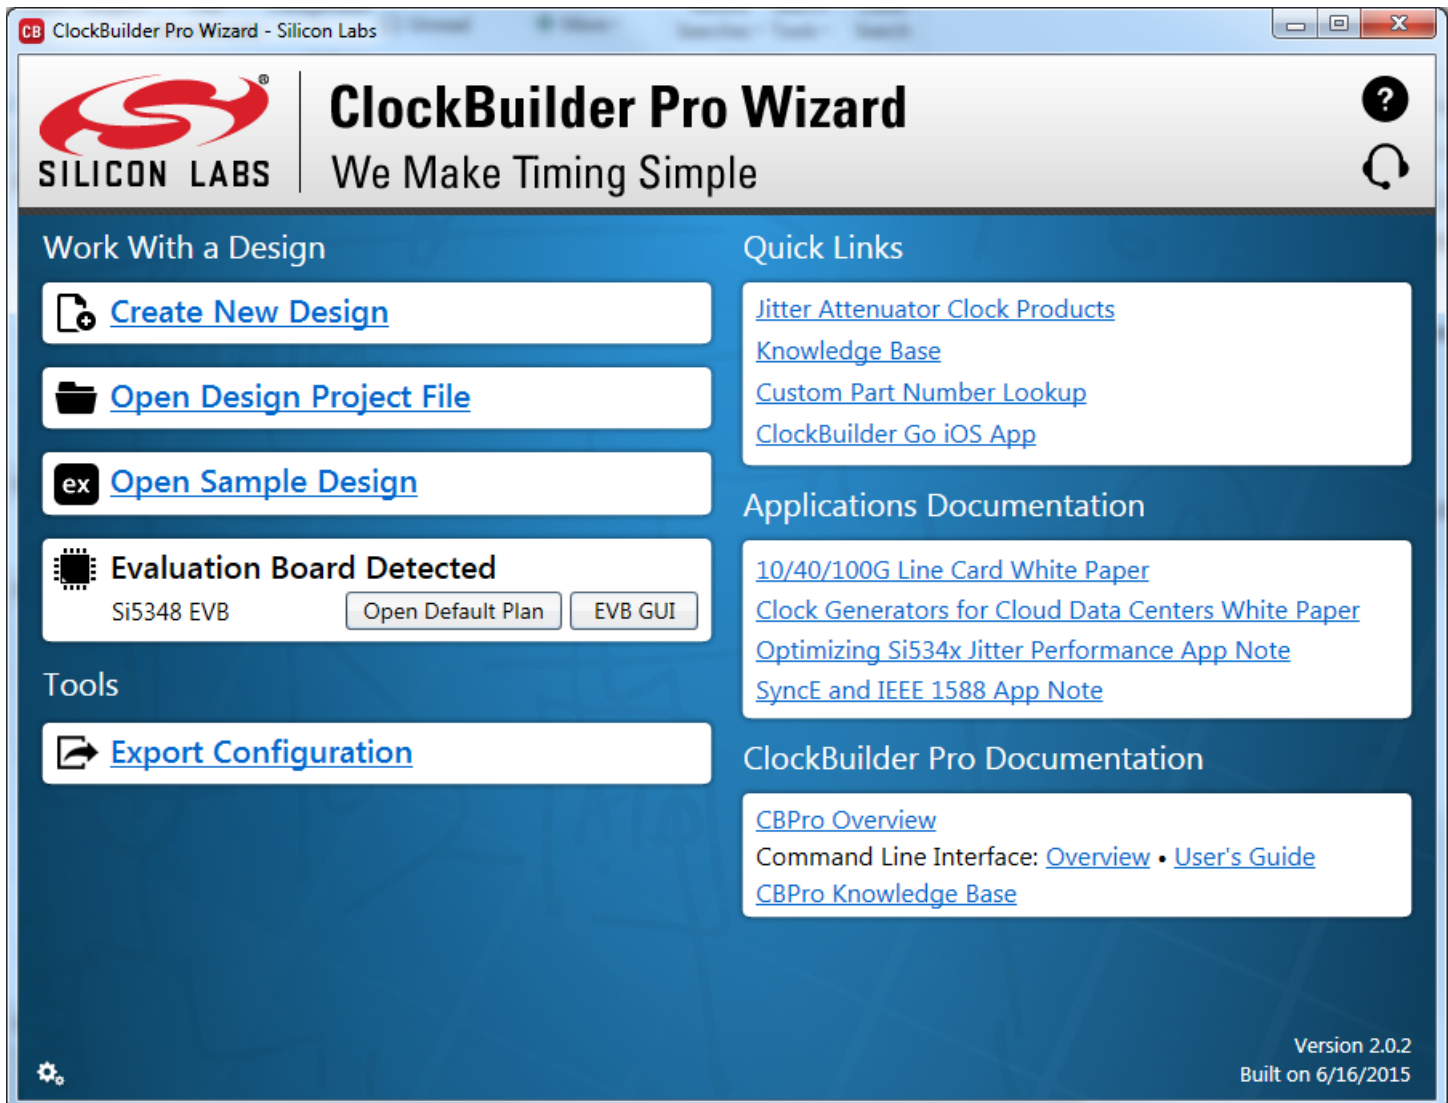 CB ClockBuilder Pro Wizard - Silicon Labs
SILICON LABS
®
ClockBuilder Pro Wizard
We Make Timing Simple
?
Work With a Design
Create New Design
Open Design Project File
ex Open Sample Design
Evaluation Board Detected
Si5348 EVB Open Default Plan EVB GUI
Tools
Export Configuration
Quick Links
Jitter Attenuator Clock Products
Knowledge Base
Custom Part Number Lookup
ClockBuilder Go iOS App
Applications Documentation
10/40/100G Line Card White Paper
Clock Generators for Cloud Data Centers White Paper
Optimizing Si534x Jitter Performance App Note
SyncE and IEEE 1588 App Note
ClockBuilder Pro Documentation
CBPro Overview
Command Line Interface: Overview • User's Guide
CBPro Knowledge Base
Version 2.0.2
Built on 6/16/2015